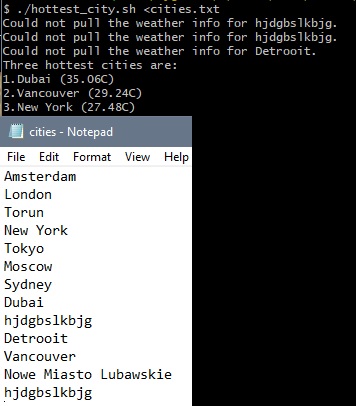 $ ./hottest_city.sh <cities.txt
Could not pull the weather info for hjdgbslkbjg.
Could not pull the weather info for hjdgbslkbjg.
Could not pull the weather info for Detrooit.
Three hottest cities are:
1.Dubai (35.06C)
2.Vancouver (29.24C)
3.New York (27.48C)
cities - Notepad
File Edit Format View Help
Amsterdam
London
Torun
New York
Tokyo
Moscow
Sydney
Dubai
hjdgbslkbjg
Detrooit
Vancouver
Nowe Miasto Lubawskie
hjdgbslkbjg